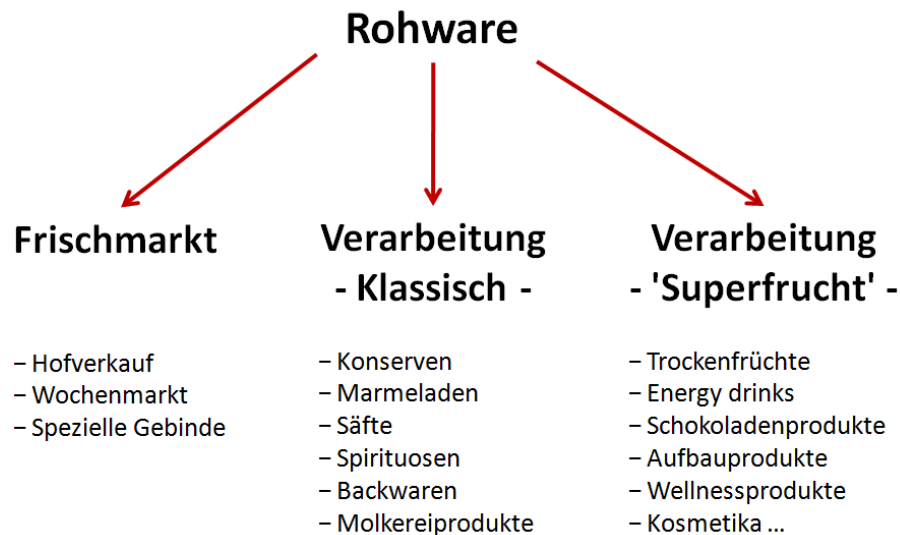 Rohware
Frischmarkt
– Hofverkauf
– Wochenmarkt
– Spezielle Gebinde
Verarbeitung
- Klassisch -
– Konserven
– Marmeladen
– Säfte
– Spirituosen
– Backwaren
– Molkereiprodukte
Verarbeitung
- 'Superfrucht' -
– Trockenfrüchte
– Energy drinks
– Schokoladenprodukte
– Aufbauprodukte
– Wellnessprodukte
– Kosmetika ...